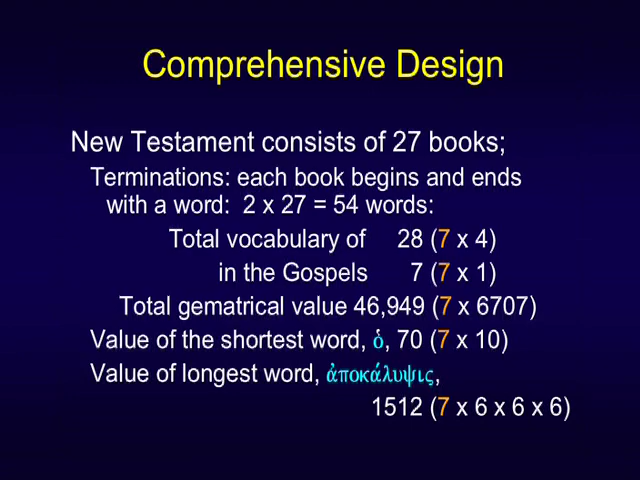 Comprehensive Design
New Testament consists of 27 books;
Terminations: each book begins and ends
with a word: 2 x 27 = 54 words:
Total vocabulary of 28 (7 x 4)
in the Gospels 7 (7 x 1)
Total gematrical value 46,949 (7 x 6707)
Value of the shortest word, ὁ, 70 (7 x 10)
Value of longest word, ἀποκάλυψις,
1512 (7 x 6 x 6 x 6)